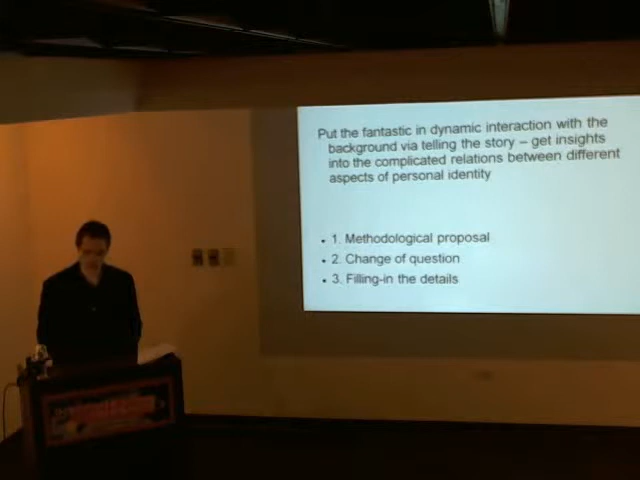 Put the fantastic in dynamic interaction with the
background via telling the story – get insights
into the complicated relations between different
aspects of personal identity
• 1. Methodological proposal
• 2. Change of question
• 3. Filling-in the details